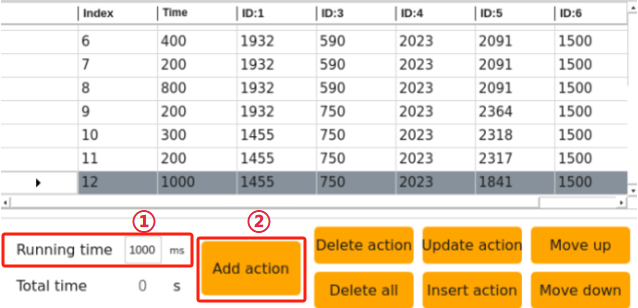 Index Time ID:1 ID:3 ID:4 ID:5 ID:6
6 400 1932 590 2023 2091 1500
7 200 1932 590 2023 2091 1500
8 800 1932 590 2023 2091 1500
9 200 1932 750 2023 2364 1500
10 300 1455 750 2023 2318 1500
11 200 1455 750 2023 2317 1500
12 1000 1455 750 2023 1841 1500
① ②
Running time 1000 ms
Add action
Delete action Update action Move up
Total time 0 s
Delete all Insert action Move down